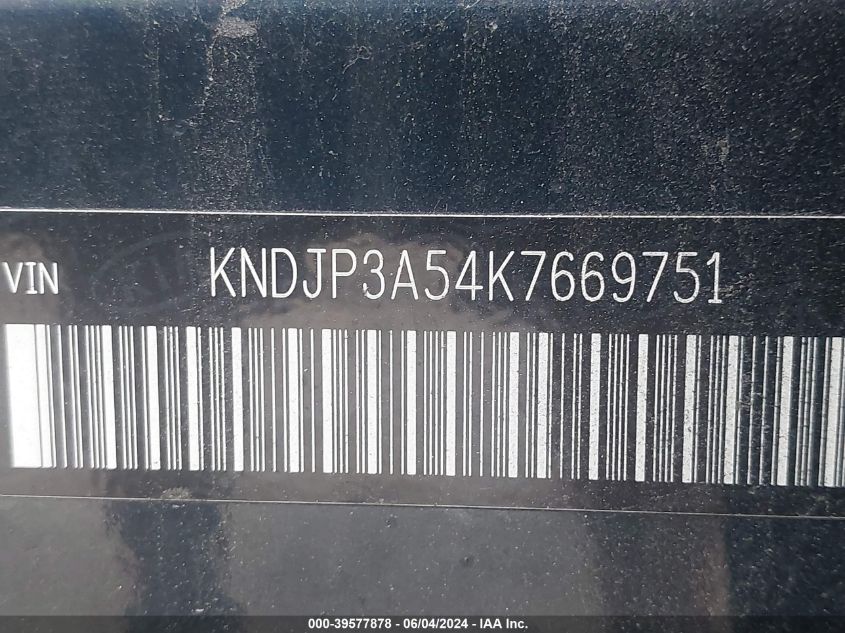 VIN KNDJP3A54K7669751
000-39577878 - 06/04/2024 - IAA Inc.